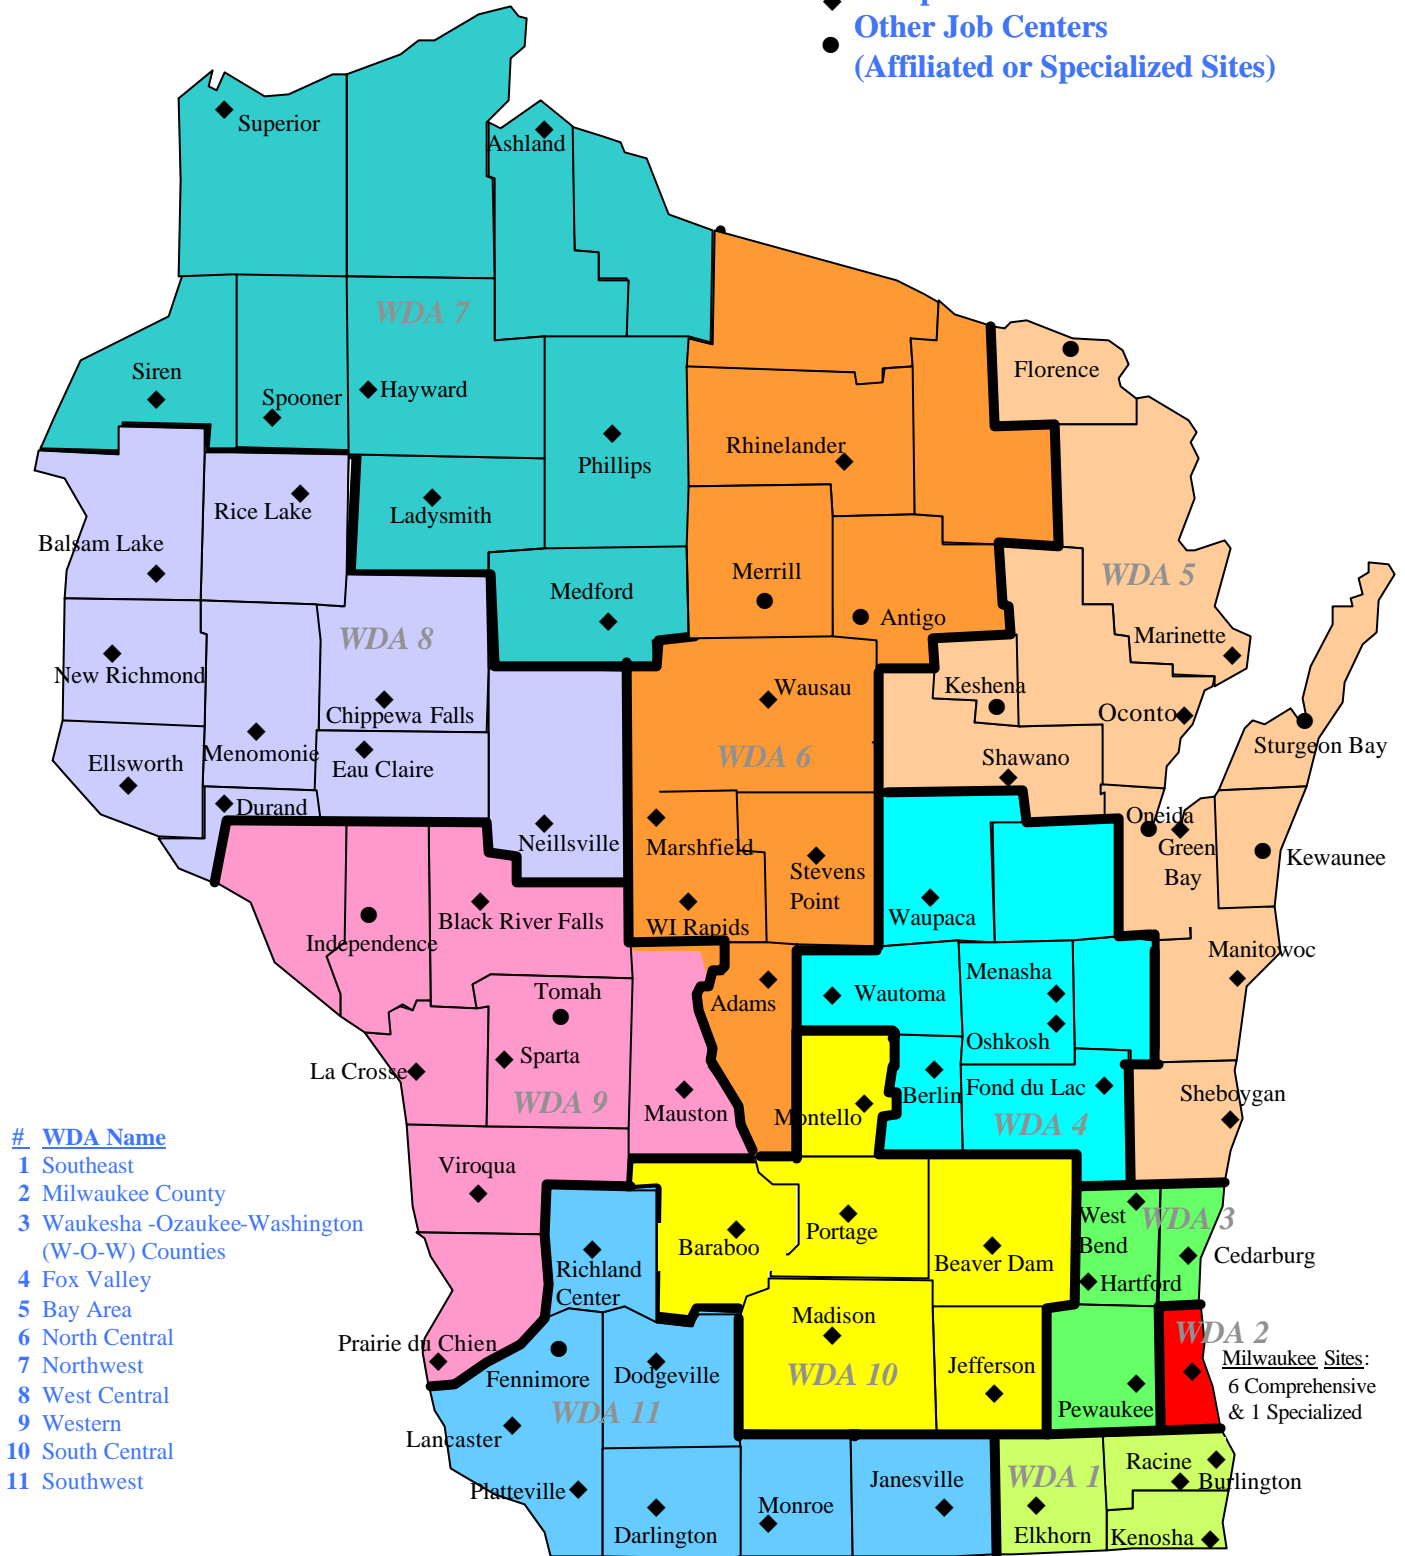 Other Job Centers
(Affiliated or Specialized Sites)
Superior
Ashland
WDA 7
Siren
Spooner
Hayward
Phillips
Ladysmith
Medford
Florence
Rhinelander
Merrill
Antigo
Rice Lake
Balsam Lake
WDA 8
New Richmond
Chippewa Falls
Menomonie
Ellsworth
Eau Claire
Durand
Neillsville
WDA 5
Marinette
Keshena
Oconto
Sturgeon Bay
Shawano
Oneida
Green
Bay
Kewaunee
Manitowoc
Sheboygan
Wausau
WDA 6
Marshfield
Stevens
Point
WI Rapids
Adams
Waupaca
Menasha
Wautoma
Oshkosh
Berlin
Fond du Lac
WDA 4
Black River Falls
Independence
Tomah
Sparta
La Crosse
WDA 9
Mauston
Viroqua
Prairie du Chien
Montello
Baraboo
Portage
Beaver Dam
Madison
Jefferson
WDA 10
West
Bend
WDA 3
Cedarburg
Hartford
Pewaukee
WDA 2
Milwaukee Sites:
6 Comprehensive
& 1 Specialized
Richland
Center
Fennimore
Dodgeville
WDA 11
Lancaster
Platteville
Darlington
Monroe
Janesville
WDA 1
Racine
Burlington
Elkhorn
Kenosha
# WDA Name
1 Southeast
2 Milwaukee County
3 Waukesha -Ozaukee-Washington
(W-O-W) Counties
4 Fox Valley
5 Bay Area
6 North Central
7 Northwest
8 West Central
9 Western
10 South Central
11 Southwest